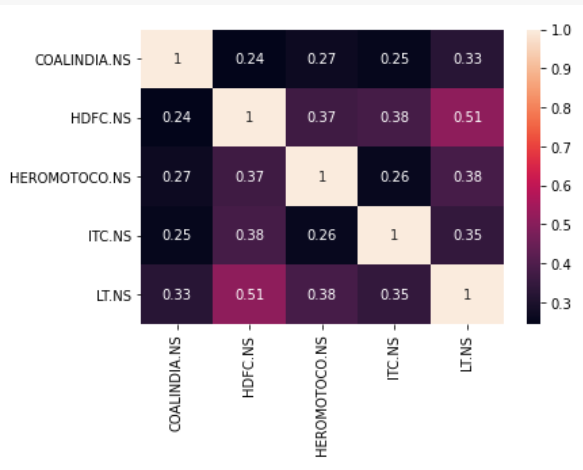 COALINDIA.NS 1 0.24 0.27 0.25 0.33
HDFC.NS 0.24 1 0.37 0.38 0.51
HEROMOTOCO.NS 0.27 0.37 1 0.26 0.38
ITC.NS 0.25 0.38 0.26 1 0.35
LT.NS 0.33 0.51 0.38 0.35 1
COALINDIA.NS
HDFC.NS
HEROMOTOCO.NS
ITC.NS
LT.NS
1.0
0.9
0.8
0.7
0.6
0.5
0.4
0.3